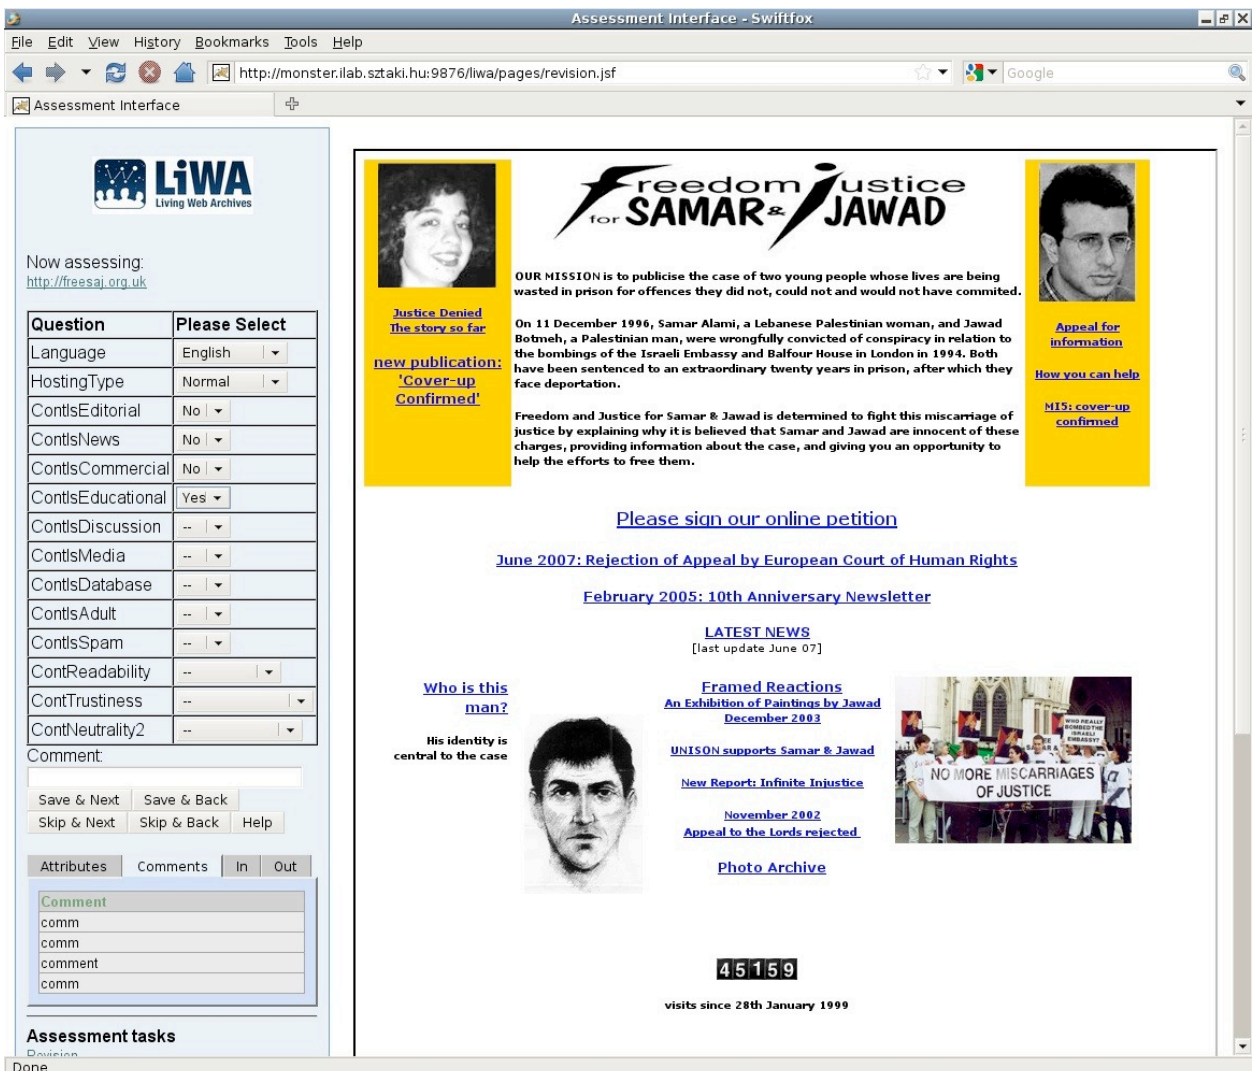 Assessment Interface - Swiftfox
File Edit View History Bookmarks Tools Help
http://monster.ilab.sztaki.hu:9876/liwa/pages/revision.jsf
Google
Assessment Interface
LiWA
Living Web Archives
Now assessing:
http://freesaj.org.uk
Question Please Select
Language English
HostingType Normal
ContIsEditorial No
ContIsNews No
ContIsCommercial No
ContIsEducational Yes
ContIsDiscussion --
ContIsMedia --
ContIsDatabase --
ContIsAdult --
ContIsSpam --
ContReadability --
ContTrustiness --
ContNeutrality2 --
Comment:
Save & Next Save & Back
Skip & Next Skip & Back Help
Attributes Comments In Out
Comment
comm
comm
comment
comm
Assessment tasks
Revision
Done
Justice Denied
The story so far
new publication:
'Cover-up
Confirmed'
Freedom Justice
for SAMAR & JAWAD
OUR MISSION is to publicise the case of two young people whose lives are being
wasted in prison for offences they did not, could not and would not have commited.
On 11 December 1996, Samar Alami, a Lebanese Palestinian woman, and Jawad
Botmeh, a Palestinian man, were wrongfully convicted of conspiracy in relation to
the bombings of the Israeli Embassy and Balfour House in London in 1994. Both
have been sentenced to an extraordinary twenty years in prison, after which they
face deportation.
Freedom and Justice for Samar & Jawad is determined to fight this miscarriage of
justice by explaining why it is believed that Samar and Jawad are innocent of these
charges, providing information about the case, and giving you an opportunity to
help the efforts to free them.
Appeal for
information
How you can help
MI5: cover-up
confirmed
Please sign our online petition
June 2007: Rejection of Appeal by European Court of Human Rights
February 2005: 10th Anniversary Newsletter
LATEST NEWS
[last update June 07]
Who is this
man?
His identity is
central to the case
Framed Reactions
An Exhibition of Paintings by Jawad
December 2003
UNISON supports Samar & Jawad
New Report: Infinite Injustice
November 2002
Appeal to the Lords rejected
Photo Archive
WHO REALLY
BOMBED THE
ISRAELI
EMBASSY?
NO MORE MISCARRIAGES
OF JUSTICE
45159
visits since 28th January 1999